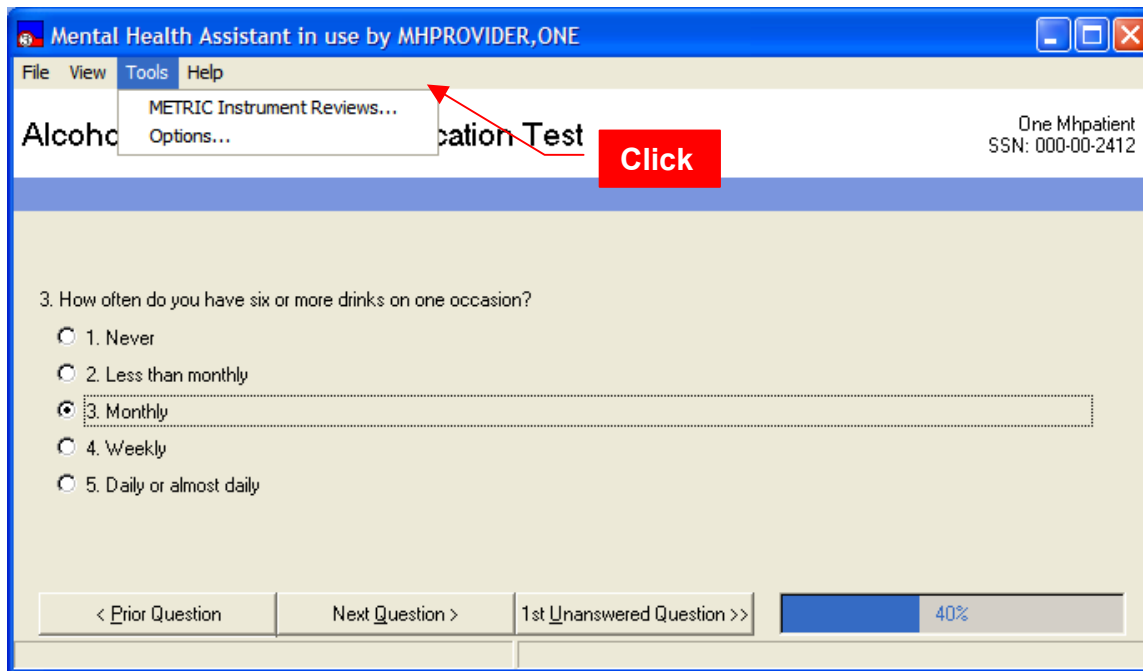 Mental Health Assistant in use by MHPROVIDER,ONE
File View Tools Help
METRIC Instrument Reviews...
Options...
Test
Click
One Mhpatient
SSN: 000-00-2412
3. How often do you have six or more drinks on one occasion?
1. Never
2. Less than monthly
3. Monthly
4. Weekly
5. Daily or almost daily
< Prior Question
Next Question >
1st Unanswered Question >>
40%